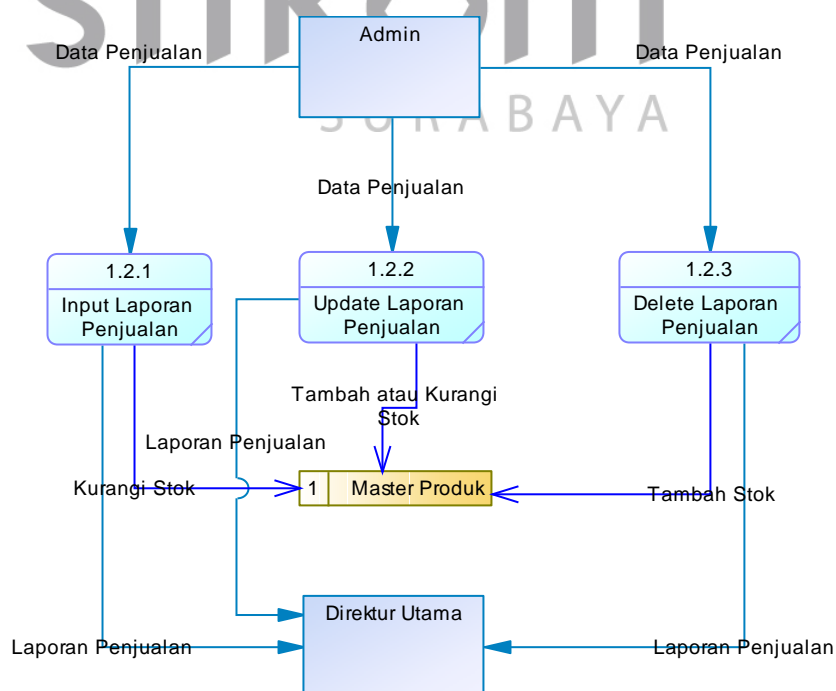 Admin
Data Penjualan
Data Penjualan
SURABAYA
Data Penjualan
1.2.1
Input Laporan
Penjualan
1.2.2
Update Laporan
Penjualan
1.2.3
Delete Laporan
Penjualan
Tambah atau Kurangi
Stok
Laporan Penjualan
Kurangi Stok
1
Master Produk
Tambah Stok
Direktur Utama
Laporan Penjualan
Laporan Penjualan